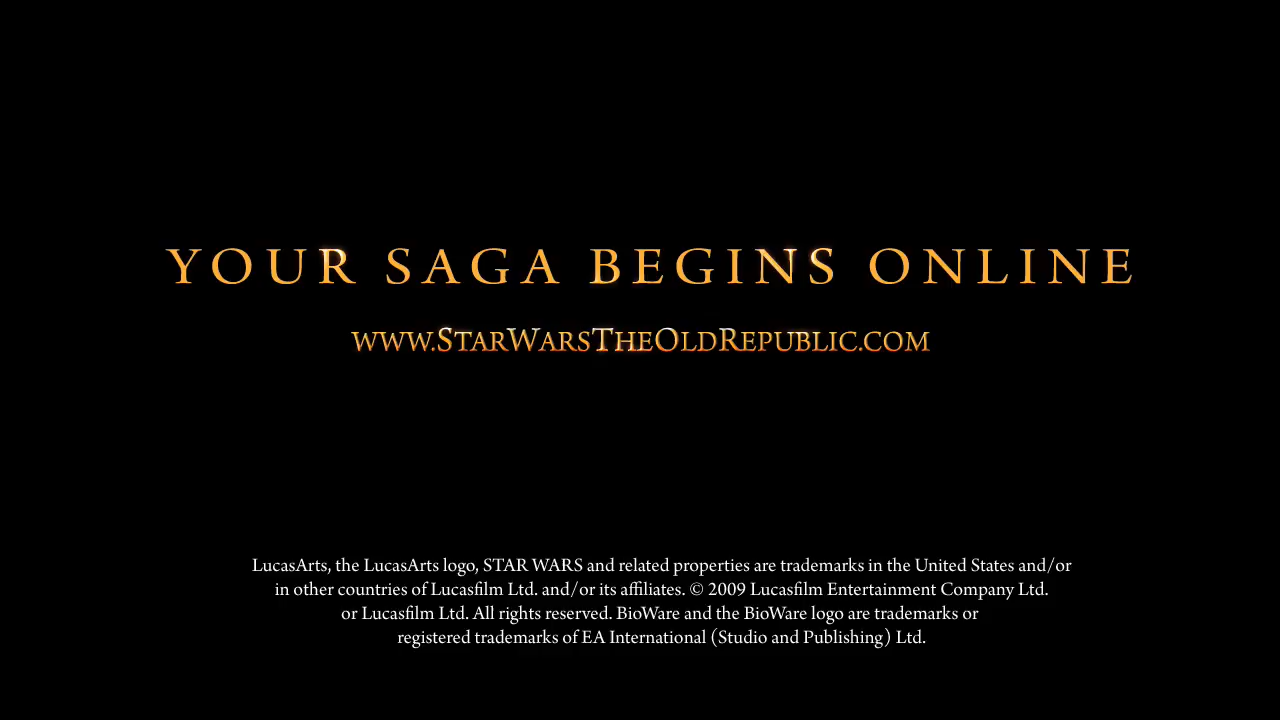 YOUR SAGA BEGINS ONLINE
WWW.STARWARSTHEOLDREPUBLIC.COM
LucasArts, the LucasArts logo, STAR WARS and related properties are trademarks in the United States and/or
in other countries of Lucasfilm Ltd. and/or its affiliates. © 2009 Lucasfilm Entertainment Company Ltd.
or Lucasfilm Ltd. All rights reserved. BioWare and the BioWare logo are trademarks or
registered trademarks of EA International (Studio and Publishing) Ltd.